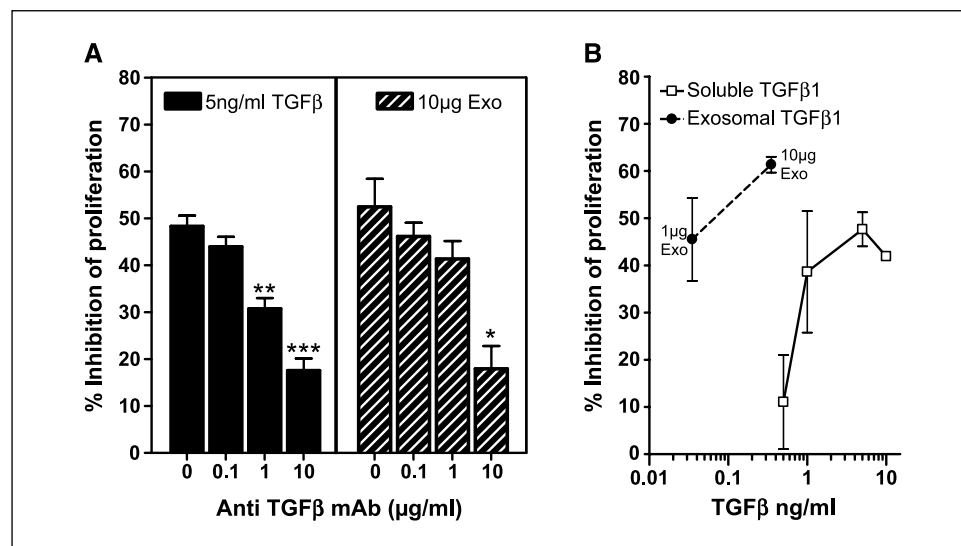 A
% Inhibition of proliferation
80
70
60
50
40
30
20
10
0
5ng/ml TGFβ
10µg Exo
**
***
*
0 0.1 1 10 0 0.1 1 10
Anti TGFβ mAb (µg/ml)
B
% Inhibition of proliferation
80
70
60
50
40
30
20
10
0
Soluble TGFβ1
Exosomal TGFβ1
10µg
Exo
1µg
Exo
0.01 0.1 1 10
TGFβ ng/ml